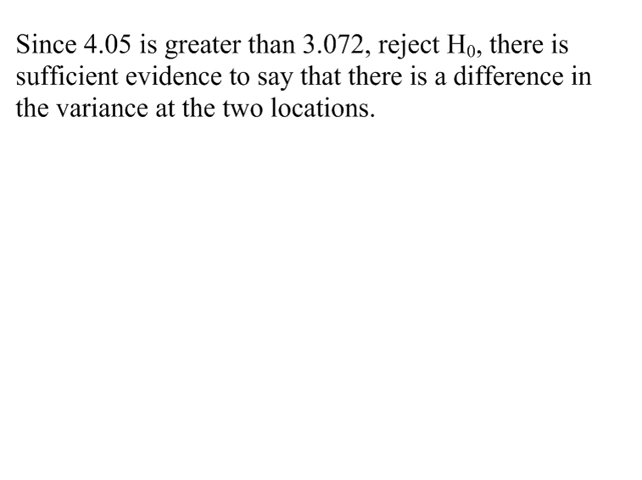 Since 4.05 is greater than 3.072, reject H₀, there is
sufficient evidence to say that there is a difference in
the variance at the two locations.